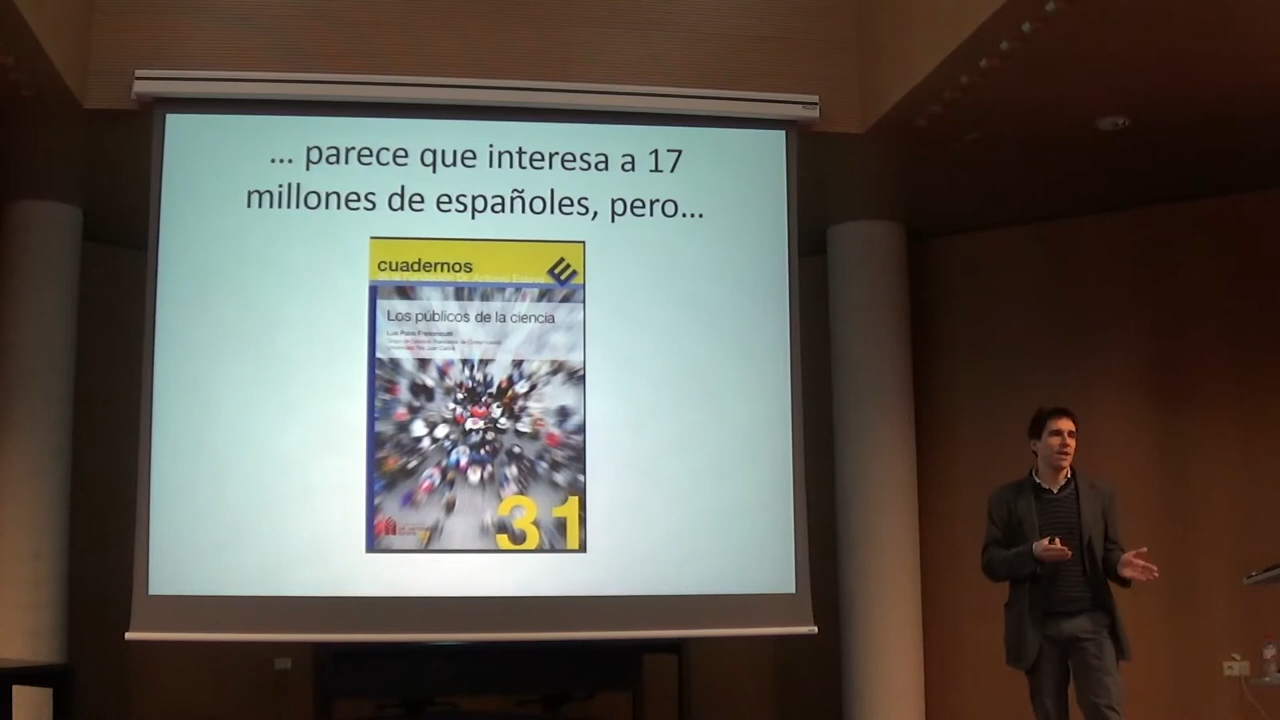 ... parece que interesa a 17
millones de españoles, pero...
cuadernos
Los públicos de la ciencia
31